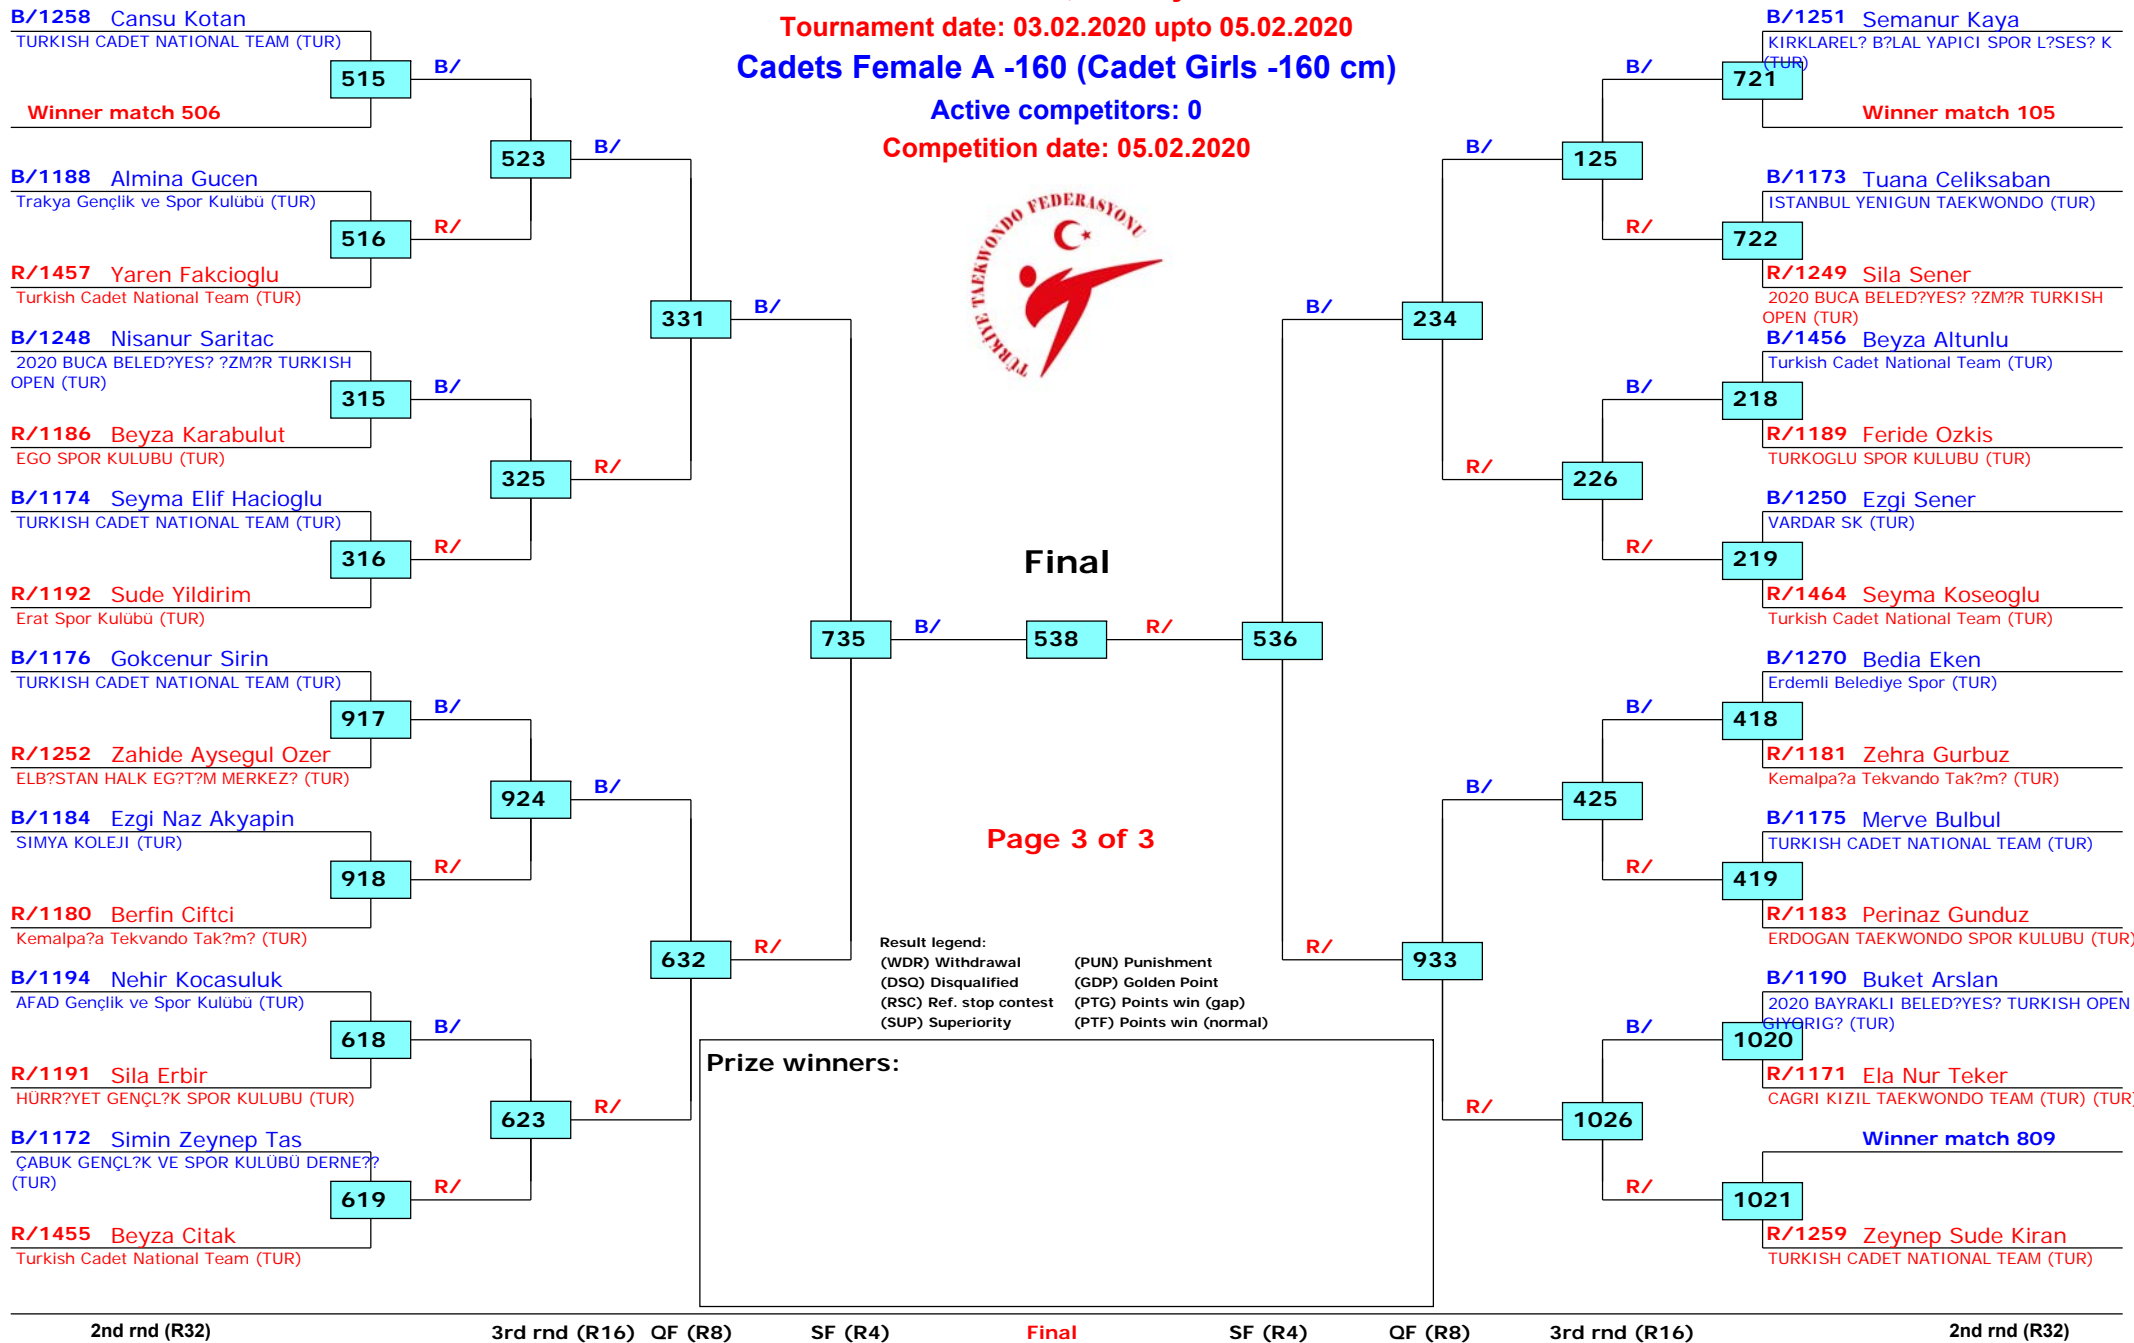 Tournament date: 03.02.2020 upto 05.02.2020
Cadets Female A -160 (Cadet Girls -160 cm)
Active competitors: 0
Competition date: 05.02.2020
TÜRKİYE TAEKWONDO FEDERASYONU
B/1258 Cansu Kotan
TURKISH CADET NATIONAL TEAM (TUR)
515
B/
Winner match 506
523
B/
B/1188 Almina Gucen
Trakya Gençlik ve Spor Kulübü (TUR)
516
R/
R/1457 Yaren Fakcioglu
Turkish Cadet National Team (TUR)
331
B/
B/1248 Nisanur Saritac
2020 BUCA BELED?YES? ?ZM?R TURKISH
OPEN (TUR)
315
B/
R/1186 Beyza Karabulut
EGO SPOR KULUBU (TUR)
325
R/
B/1174 Seyma Elif Hacioglu
TURKISH CADET NATIONAL TEAM (TUR)
316
R/
R/1192 Sude Yildirim
Erat Spor Kulübü (TUR)
735
B/
B/1176 Gokcenur Sirin
TURKISH CADET NATIONAL TEAM (TUR)
917
B/
R/1252 Zahide Aysegul Ozer
ELB?STAN HALK EG?T?M MERKEZ? (TUR)
924
B/
B/1184 Ezgi Naz Akyapin
SIMYA KOLEJI (TUR)
918
R/
R/1180 Berfin Ciftci
Kemalpa?a Tekvando Tak?m? (TUR)
632
R/
B/1194 Nehir Kocasuluk
AFAD Gençlik ve Spor Kulübü (TUR)
618
B/
R/1191 Sila Erbir
HÜRR?YET GENÇL?K SPOR KULUBU (TUR)
623
R/
B/1172 Simin Zeynep Tas
ÇABUK GENÇL?K VE SPOR KULÜBÜ DERNE??
(TUR)
619
R/
R/1455 Beyza Citak
Turkish Cadet National Team (TUR)
Final
538
R/
536
Page 3 of 3
Result legend:
(WDR) Withdrawal (PUN) Punishment
(DSQ) Disqualified (GDP) Golden Point
(RSC) Ref. stop contest (PTG) Points win (gap)
(SUP) Superiority (PTF) Points win (normal)
Prize winners:
B/1251 Semanur Kaya
KIRKLAREL? B?LAL YAPICI SPOR L?SES? K
(TUR)
B/
721
Winner match 105
B/
125
B/1173 Tuana Celiksaban
ISTANBUL YENIGUN TAEKWONDO (TUR)
R/
722
R/1249 Sila Sener
2020 BUCA BELED?YES? ?ZM?R TURKISH
OPEN (TUR)
B/
234
B/1456 Beyza Altunlu
Turkish Cadet National Team (TUR)
B/
218
R/1189 Feride Ozkis
TURKOGLU SPOR KULUBU (TUR)
R/
226
B/1250 Ezgi Sener
VARDAR SK (TUR)
R/
219
R/1464 Seyma Koseoglu
Turkish Cadet National Team (TUR)
B/1270 Bedia Eken
Erdemli Belediye Spor (TUR)
B/
418
R/1181 Zehra Gurbuz
Kemalpa?a Tekvando Tak?m? (TUR)
B/
425
B/1175 Merve Bulbul
TURKISH CADET NATIONAL TEAM (TUR)
R/
419
R/1183 Perinaz Gunduz
ERDOGAN TAEKWONDO SPOR KULUBU (TUR)
R/
933
B/1190 Buket Arslan
2020 BAYRAKLI BELED?YES? TURKISH OPEN
GIYORIG? (TUR)
B/
1020
R/1171 Ela Nur Teker
CAGRI KIZIL TAEKWONDO TEAM (TUR) (TUR)
R/
1026
Winner match 809
R/
1021
R/1259 Zeynep Sude Kiran
TURKISH CADET NATIONAL TEAM (TUR)
2nd rnd (R32) 3rd rnd (R16) QF (R8) SF (R4) Final SF (R4) QF (R8) 3rd rnd (R16) 2nd rnd (R32)